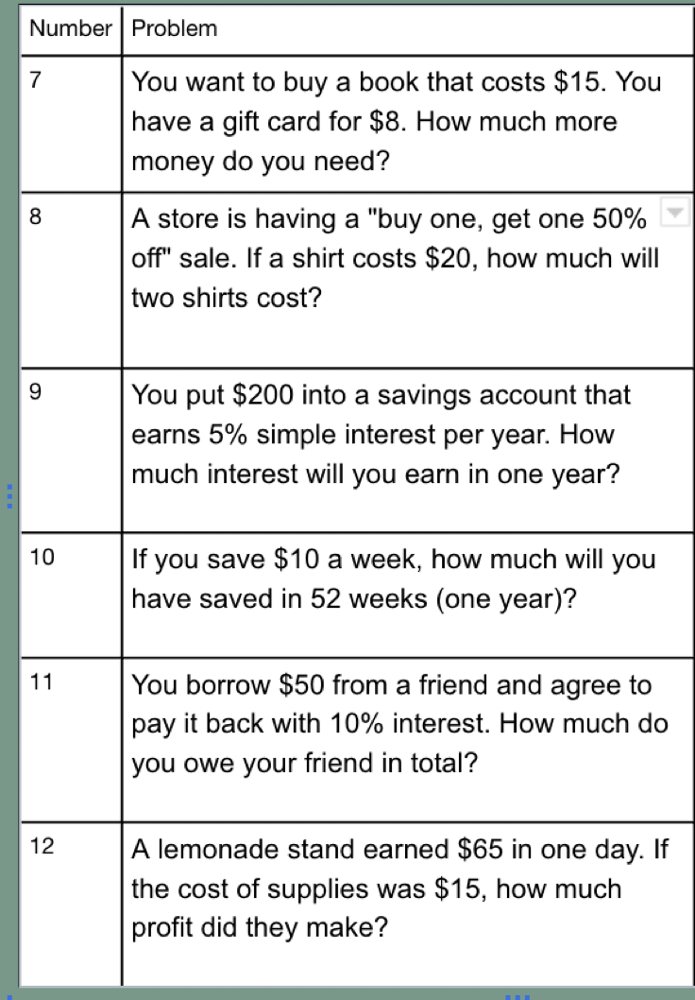 Number Problem
7 You want to buy a book that costs $15. You
have a gift card for $8. How much more
money do you need?
8 A store is having a "buy one, get one 50%
off" sale. If a shirt costs $20, how much will
two shirts cost?
9 You put $200 into a savings account that
earns 5% simple interest per year. How
much interest will you earn in one year?
10 If you save $10 a week, how much will you
have saved in 52 weeks (one year)?
11 You borrow $50 from a friend and agree to
pay it back with 10% interest. How much do
you owe your friend in total?
12 A lemonade stand earned $65 in one day. If
the cost of supplies was $15, how much
profit did they make?